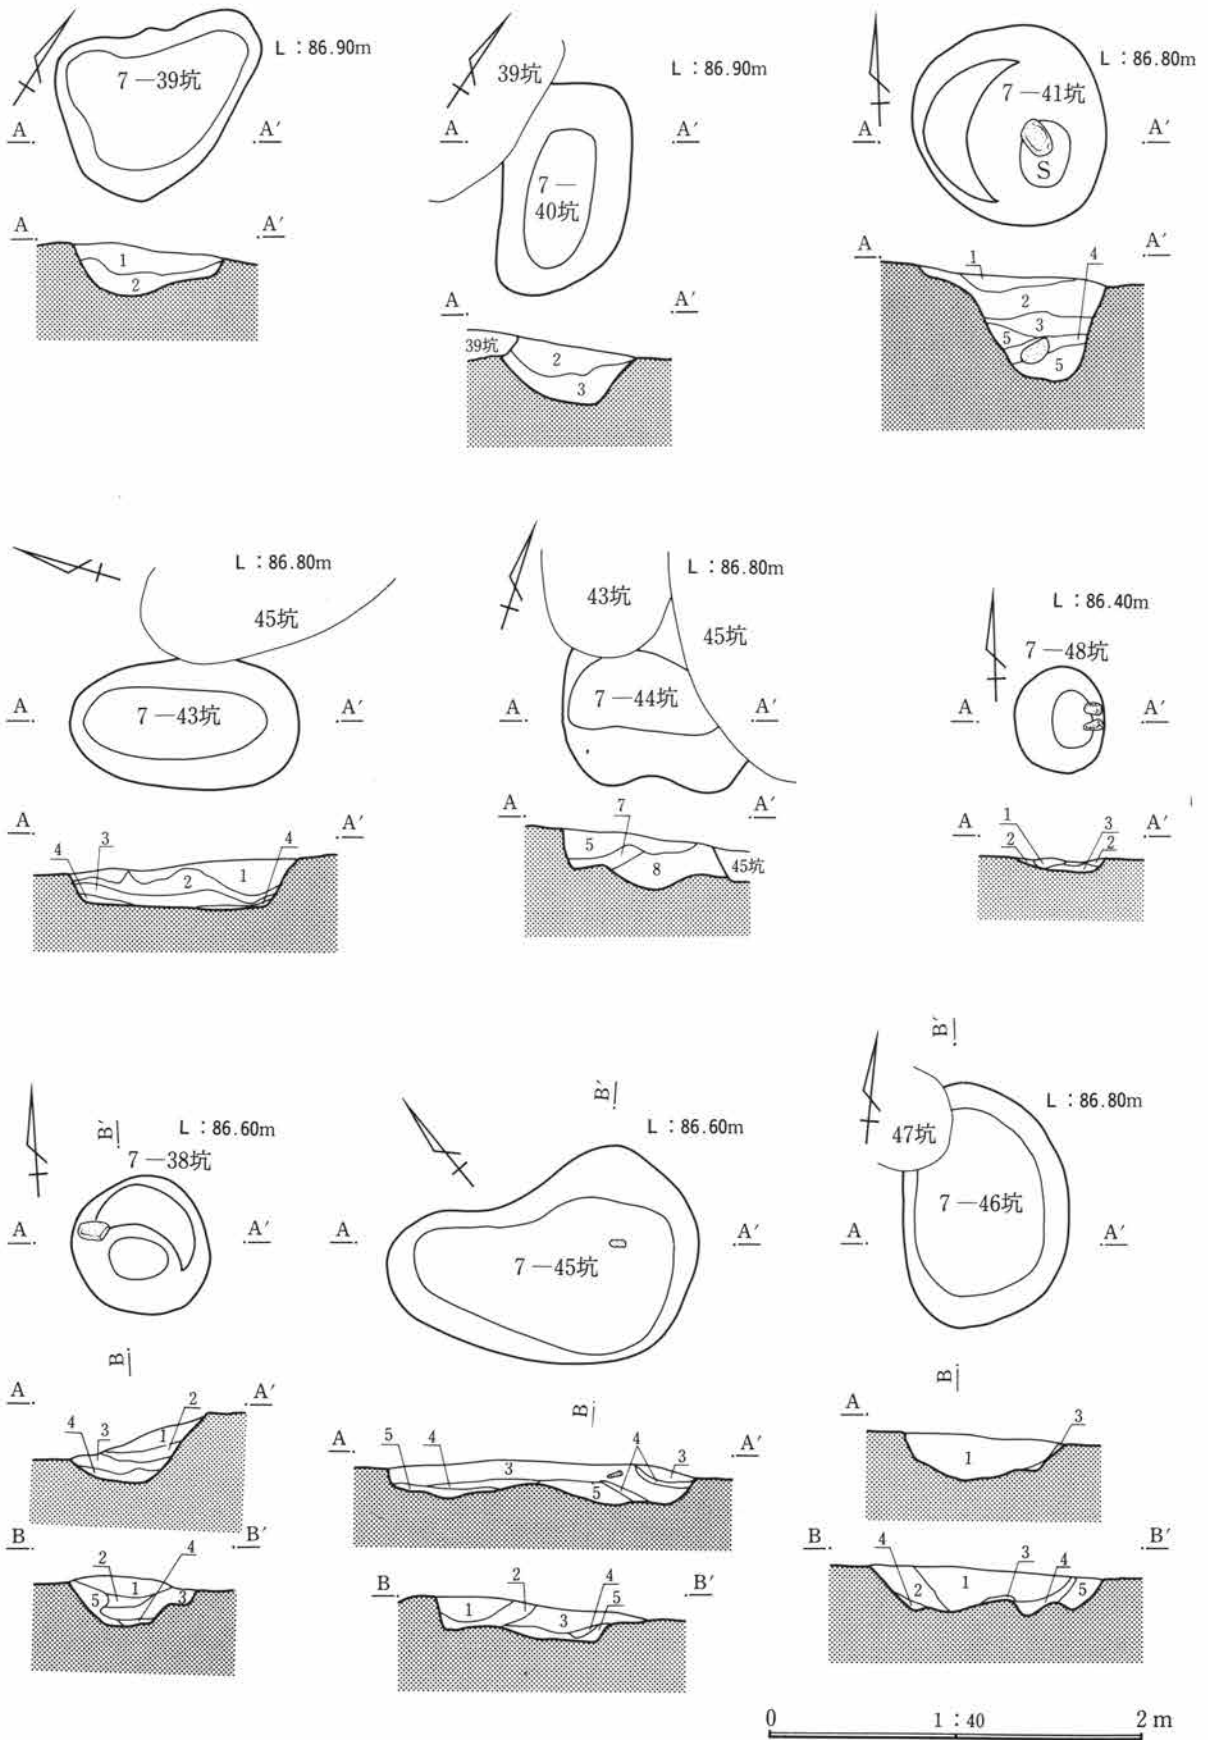 L：86.90m
7－39坑
A. .A′
A. .A′
1
2
39坑
L：86.90m
A. .A′
7－
40坑
A. .A′
39坑
2
3
L：86.80m
7－41坑
A. .A′
S
A. .A′
1 4
2
3
5
5
L：86.80m
45坑
A. 7－43坑 .A′
A. .A′
4 3 2 1 4
L：86.80m
43坑
45坑
A. 7－44坑 .A′
A. .A′
7
5
8
45坑
L：86.40m
7－48坑
A. .A′
A. .A′
1 3
2 2
B′
L：86.60m
7－38坑
A. .A′
B
A. .A′
4 3 1 2
B. .B′
2 4
1
5 3
B′
L：86.60m
A. .A′
7－45坑
B
A. .A′
5 4 4 3
3
5
B. .B′
2 4
5
1 3
B′
L：86.80m
47坑
7－46坑
A. .A′
B
A. .A′
3
1
B. .B′
4 3 4
2 1 5
0 1：40 2m